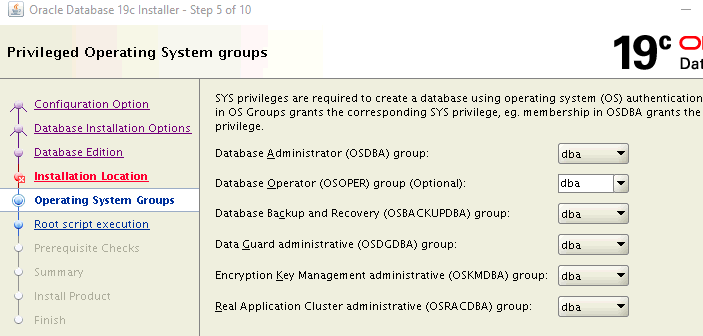 Oracle Database 19c Installer - Step 5 of 10
Privileged Operating System groups
19c
Configuration Option
Database Installation Options
Database Edition
Installation Location
Operating System Groups
Root script execution
Prerequisite Checks
Summary
Install Product
Finish
SYS privileges are required to create a database using operating system (OS) authentication
in OS Groups grants the corresponding SYS privilege, eg. membership in OSDBA grants the
privilege.
Database Administrator (OSDBA) group: dba
Database Operator (OSOPER) group (Optional): dba
Database Backup and Recovery (OSBACKUPDBA) group: dba
Data Guard administrative (OSDGDBA) group: dba
Encryption Key Management administrative (OSKMDBA) group: dba
Real Application Cluster administrative (OSRACDBA) group: dba